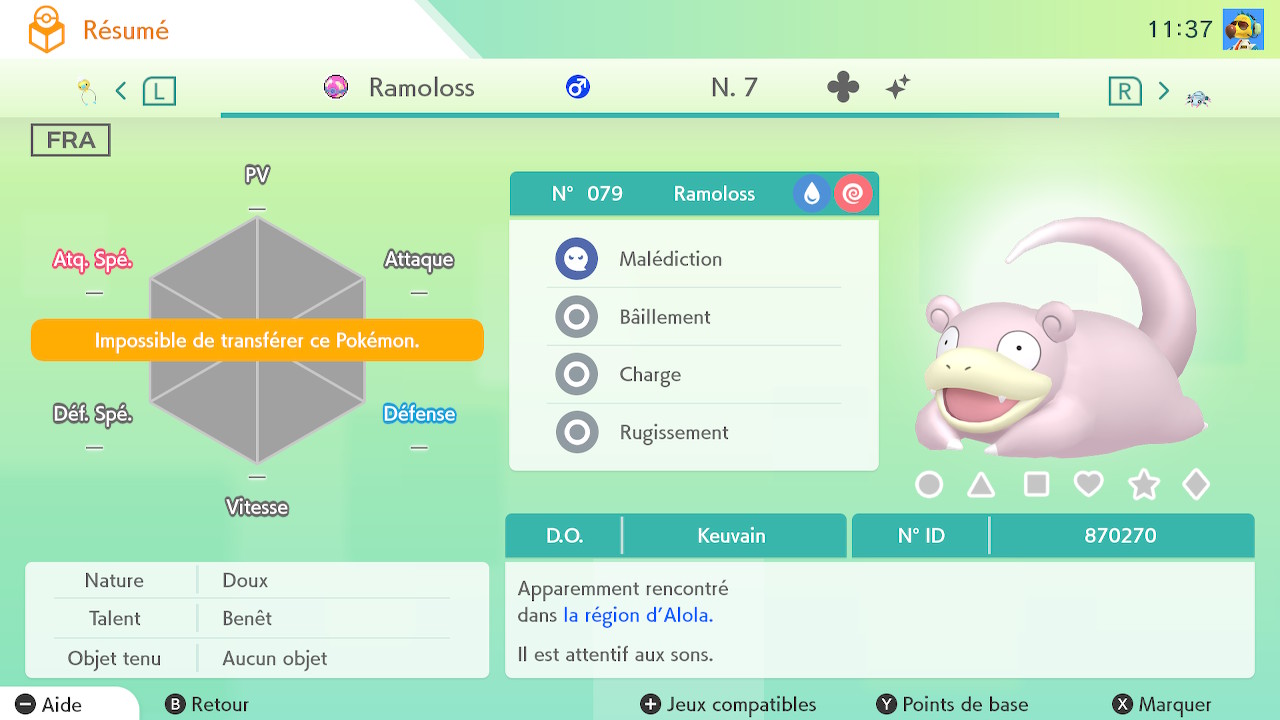 Résumé
11:37
L
Ramoloss
N. 7
R
FRA
PV
—
Atq. Spé.
—
Attaque
—
Impossible de transférer ce Pokémon.
Déf. Spé.
—
Défense
—
—
Vitesse
N° 079 Ramoloss
Malédiction
Bâillement
Charge
Rugissement
D.O. Keuvain
N° ID 870270
Nature Doux
Talent Benêt
Objet tenu Aucun objet
Apparemment rencontré
dans la région d'Alola.
Il est attentif aux sons.
Aide
B Retour
Jeux compatibles
Y Points de base
X Marquer